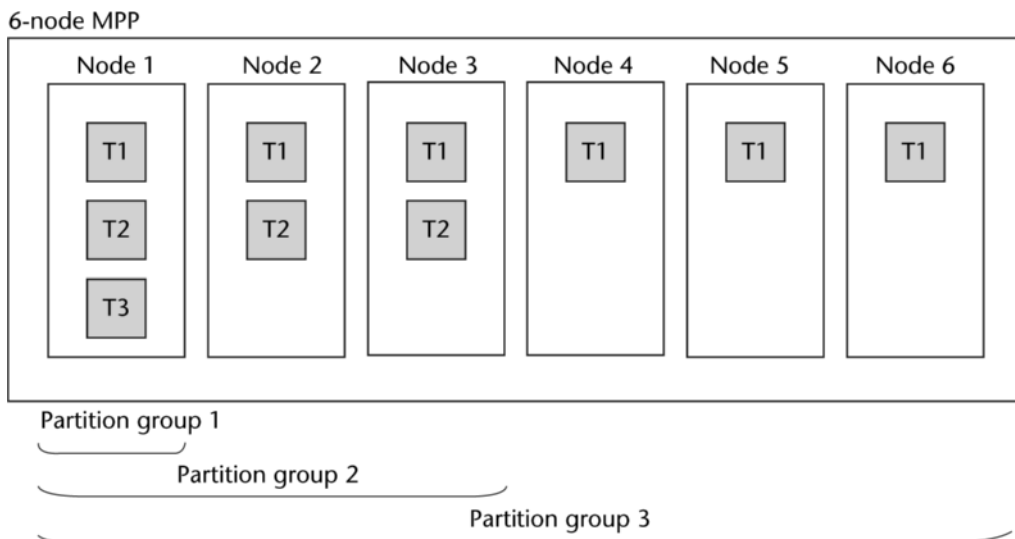 6-node MPP
Node 1 Node 2 Node 3 Node 4 Node 5 Node 6
T1 T1 T1 T1 T1 T1
T2 T2 T2
T3
Partition group 1
Partition group 2
Partition group 3